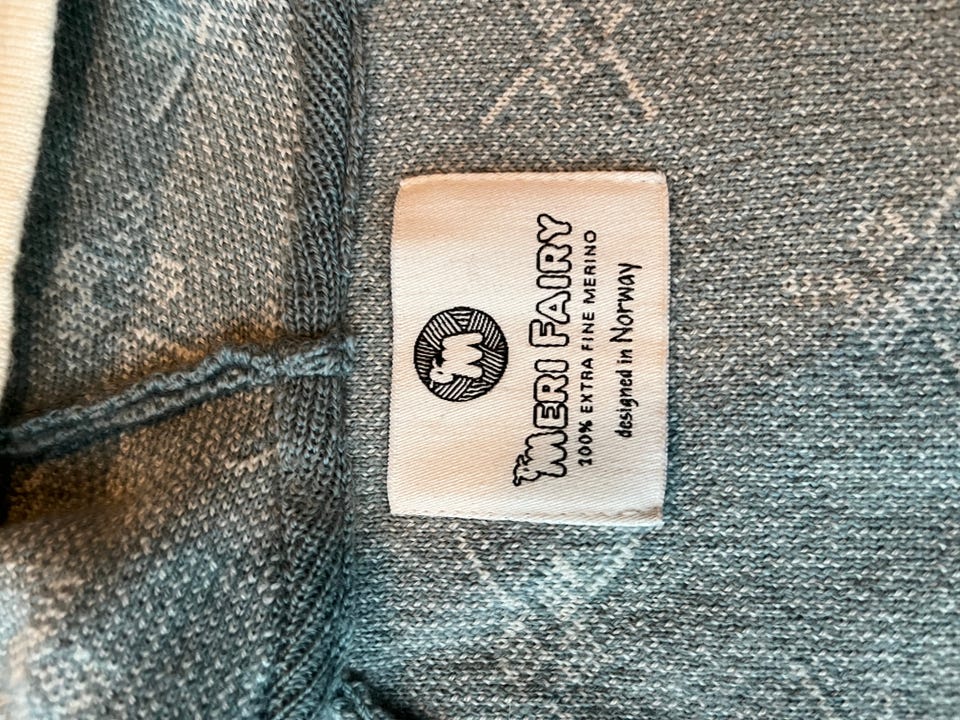 M
MERI FAIRY
100% EXTRA FINE MERINO
designed in Norway